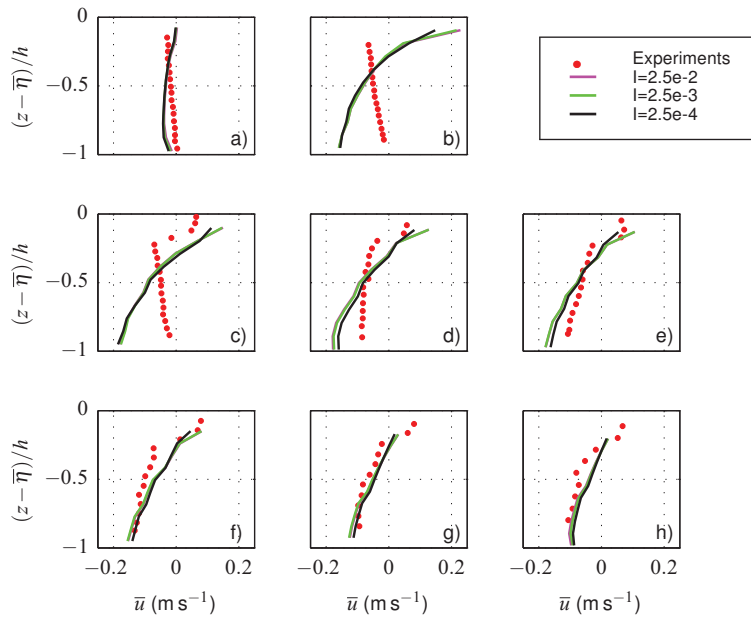 0
−0.5
−1
(z − η̅)/h
a)
b)
Experiments
I=2.5e-2
I=2.5e-3
I=2.5e-4
0
−0.5
−1
(z − η̅)/h
c)
d)
e)
0
−0.5
−1
(z − η̅)/h
f)
g)
h)
−0.2 0 0.2
−0.2 0 0.2
−0.2 0 0.2
u̅ (m s⁻¹)
u̅ (m s⁻¹)
u̅ (m s⁻¹)